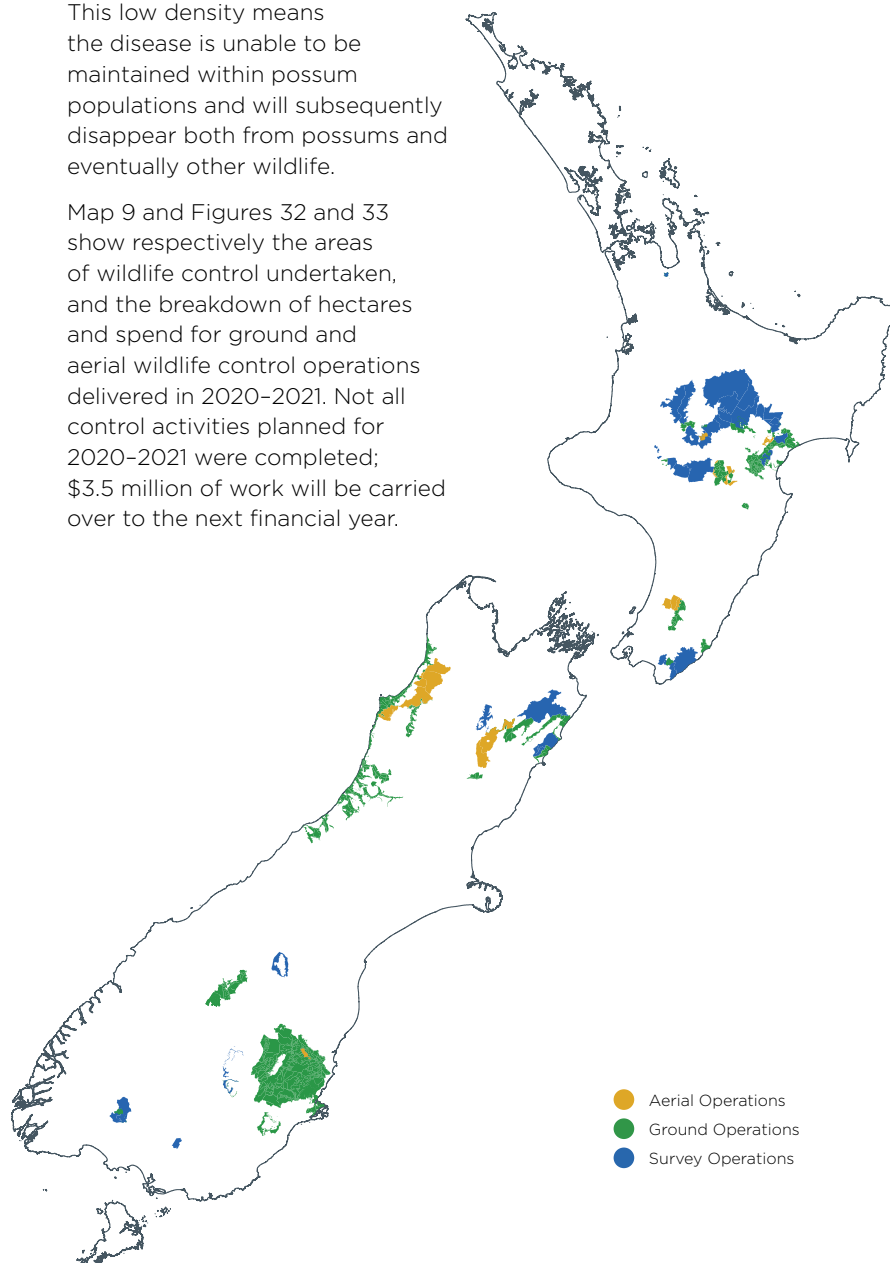 This low density means
the disease is unable to be
maintained within possum
populations and will subsequently
disappear both from possums and
eventually other wildlife.
Map 9 and Figures 32 and 33
show respectively the areas
of wildlife control undertaken,
and the breakdown of hectares
and spend for ground and
aerial wildlife control operations
delivered in 2020–2021. Not all
control activities planned for
2020–2021 were completed;
$3.5 million of work will be carried
over to the next financial year.
Aerial Operations
Ground Operations
Survey Operations